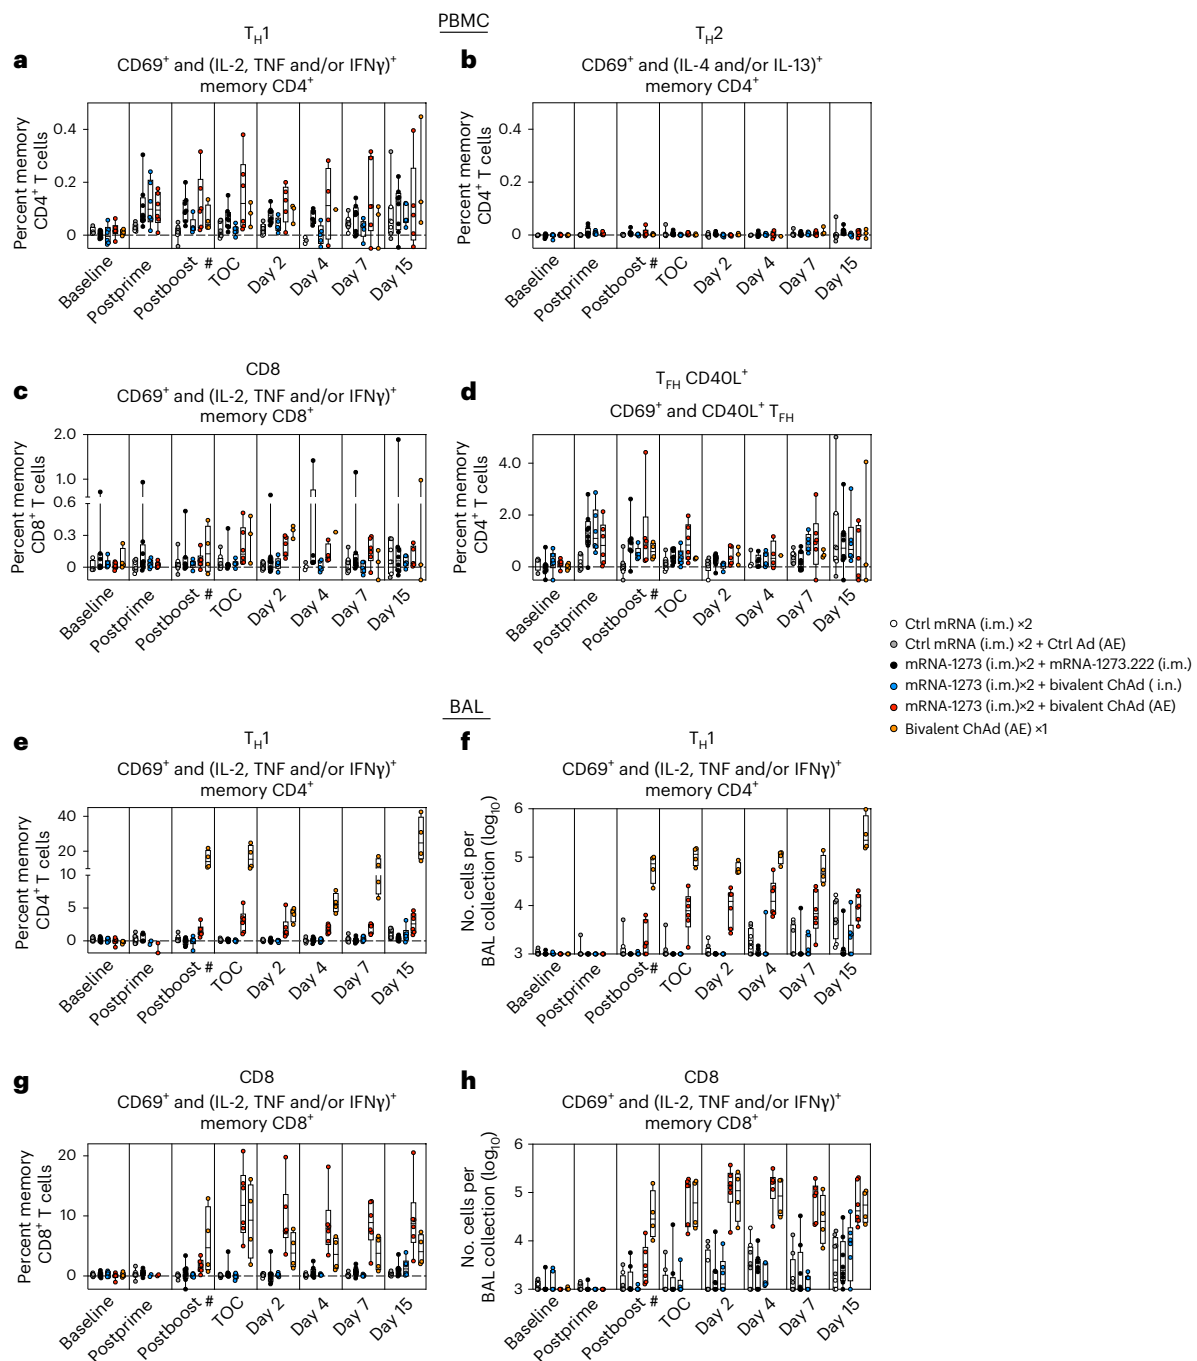 PBMC
a
T_H1
CD69⁺ and (IL-2, TNF and/or IFNγ)⁺
memory CD4⁺
Percent memory
CD4⁺ T cells
0.4
0.2
0
Baseline
Postprime
Postboost #
TOC
Day 2
Day 4
Day 7
Day 15
b
T_H2
CD69⁺ and (IL-4 and/or IL-13)⁺
memory CD4⁺
Percent memory
CD4⁺ T cells
0.4
0.2
0
Baseline
Postprime
Postboost #
TOC
Day 2
Day 4
Day 7
Day 15
c
CD8
CD69⁺ and (IL-2, TNF and/or IFNγ)⁺
memory CD8⁺
Percent memory
CD8⁺ T cells
2.0
1.0
0.6
0.3
0
Baseline
Postprime
Postboost #
TOC
Day 2
Day 4
Day 7
Day 15
d
T_FH CD40L⁺
CD69⁺ and CD40L⁺ T_FH
Percent memory
CD4⁺ T cells
4.0
2.0
0
Baseline
Postprime
Postboost #
TOC
Day 2
Day 4
Day 7
Day 15
Ctrl mRNA (i.m.) ×2
Ctrl mRNA (i.m.) ×2 + Ctrl Ad (AE)
mRNA-1273 (i.m.)×2 + mRNA-1273.222 (i.m.)
mRNA-1273 (i.m.)×2 + bivalent ChAd ( i.n.)
mRNA-1273 (i.m.)×2 + bivalent ChAd (AE)
Bivalent ChAd (AE) ×1
BAL
e
T_H1
CD69⁺ and (IL-2, TNF and/or IFNγ)⁺
memory CD4⁺
Percent memory
CD4⁺ T cells
40
20
10
5
0
Baseline
Postprime
Postboost #
TOC
Day 2
Day 4
Day 7
Day 15
f
T_H1
CD69⁺ and (IL-2, TNF and/or IFNγ)⁺
memory CD4⁺
No. cells per
BAL collection (log₁₀)
6
5
4
3
Baseline
Postprime
Postboost #
TOC
Day 2
Day 4
Day 7
Day 15
g
CD8
CD69⁺ and (IL-2, TNF and/or IFNγ)⁺
memory CD8⁺
Percent memory
CD8⁺ T cells
20
10
0
Baseline
Postprime
Postboost #
TOC
Day 2
Day 4
Day 7
Day 15
h
CD8
CD69⁺ and (IL-2, TNF and/or IFNγ)⁺
memory CD8⁺
No. cells per
BAL collection (log₁₀)
6
5
4
3
Baseline
Postprime
Postboost #
TOC
Day 2
Day 4
Day 7
Day 15